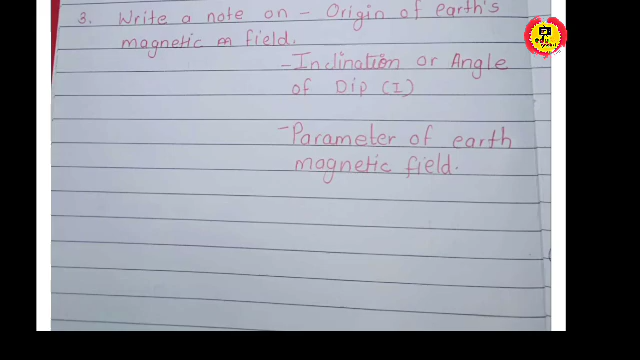 3. Write a note on - Origin of earth's
magnetic m field.
- Inclination or Angle
of Dip (I)
- Parameter of earth
magnetic field.
edu